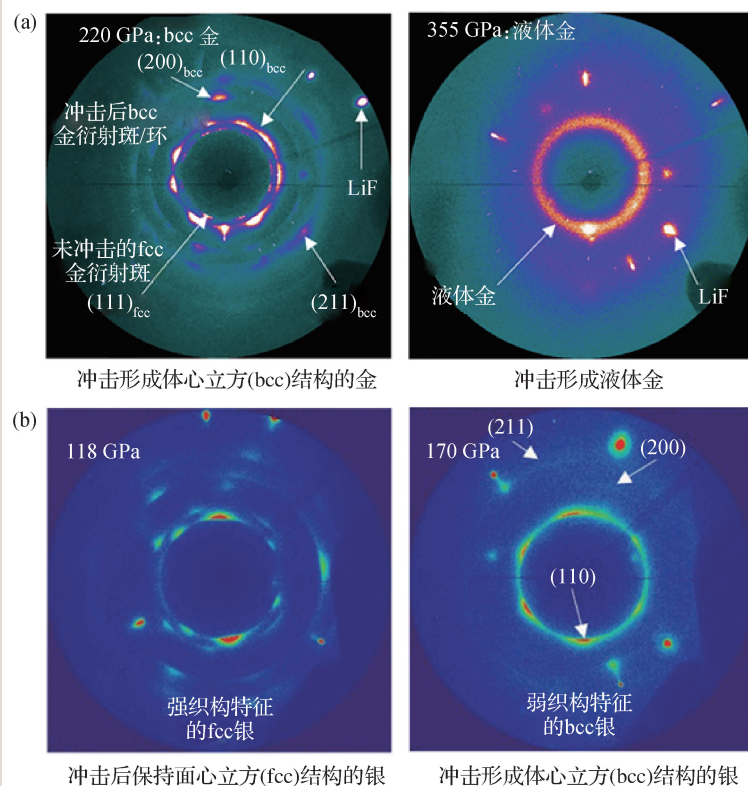 (a)
220 GPa:bcc 金
(200)bcc
(110)bcc
冲击后bcc
金衍射斑/环
LiF
未冲击的fcc
金衍射斑
(111)fcc
(211)bcc
冲击形成体心立方(bcc)结构的金
355 GPa:液体金
液体金
LiF
冲击形成液体金
(b)
118 GPa
强织构特征
的fcc银
冲击后保持面心立方(fcc)结构的银
(211)
170 GPa
(200)
(110)
弱织构特征
的bcc银
冲击形成体心立方(bcc)结构的银